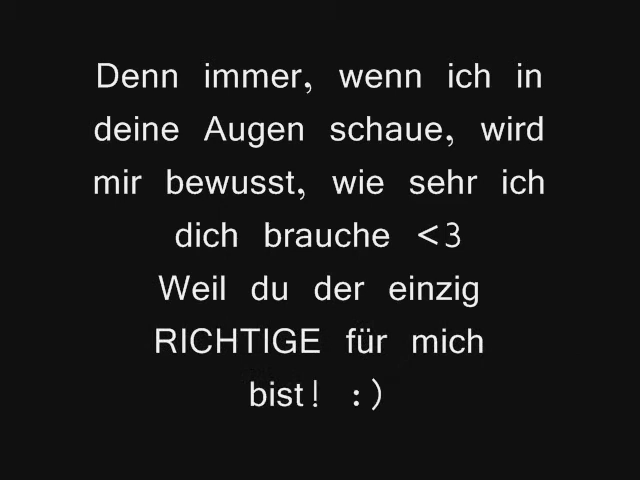 Denn immer, wenn ich in
deine Augen schaue, wird
mir bewusst, wie sehr ich
dich brauche <3
Weil du der einzig
RICHTIGE für mich
bist! :)